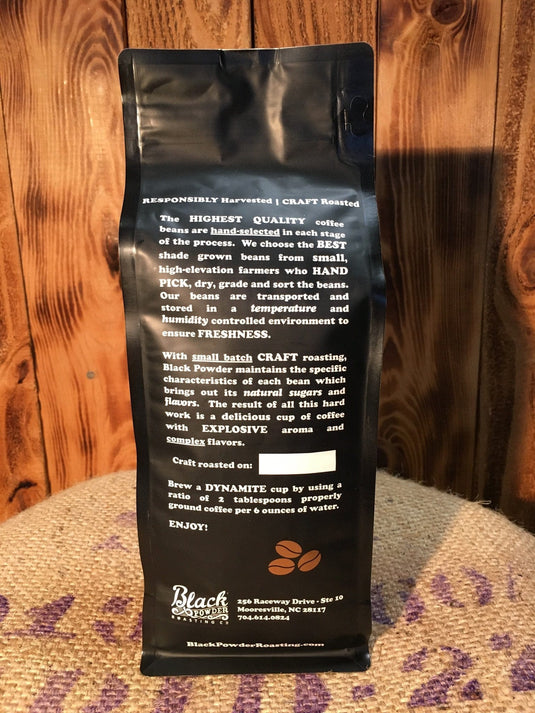 RESPONSIBLY Harvested | CRAFT Roasted
The HIGHEST QUALITY coffee
beans are hand-selected in each stage
of the process. We choose the BEST
shade grown beans from small,
high-elevation farmers who HAND
PICK, dry, grade and sort the beans.
Our beans are transported and
stored in a temperature and
humidity controlled environment to
ensure FRESHNESS.
With small batch CRAFT roasting,
Black Powder maintains the specific
characteristics of each bean which
brings out its natural sugars and
flavors. The result of all this hard
work is a delicious cup of coffee
with EXPLOSIVE aroma and
complex flavors.
Craft roasted on:
Brew a DYNAMITE cup by using a
ratio of 2 tablespoons properly
ground coffee per 6 ounces of water.
ENJOY!
Black
POWDER
ROASTING CO
256 Raceway Drive - Ste 10
Mooresville, NC 28117
704.614.0824
BlackPowderRoasting.com